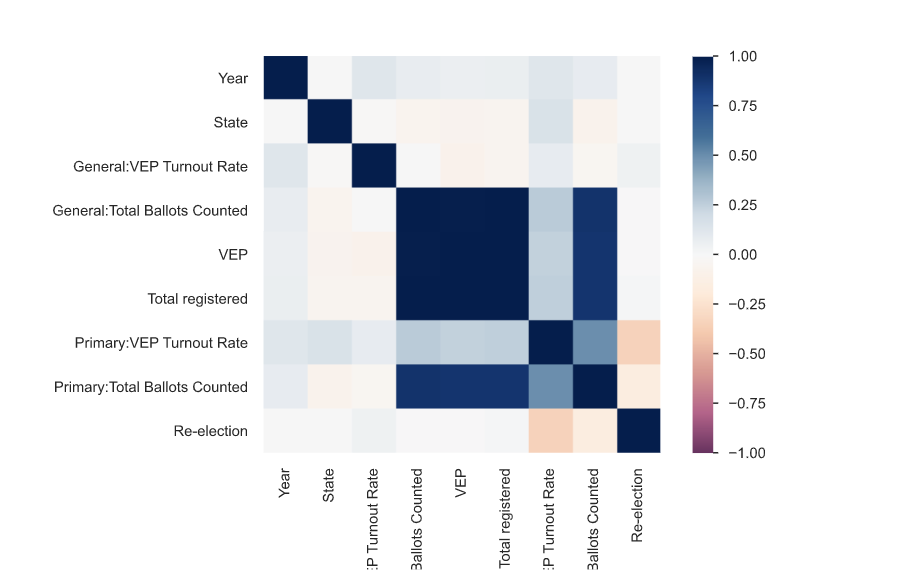 Year
State
General:VEP Turnout Rate
General:Total Ballots Counted
VEP
Total registered
Primary:VEP Turnout Rate
Primary:Total Ballots Counted
Re-election
1.00
0.75
0.50
0.25
0.00
−0.25
−0.50
−0.75
−1.00
Year
State
EP Turnout Rate
Ballots Counted
VEP
Total registered
EP Turnout Rate
Ballots Counted
Re-election